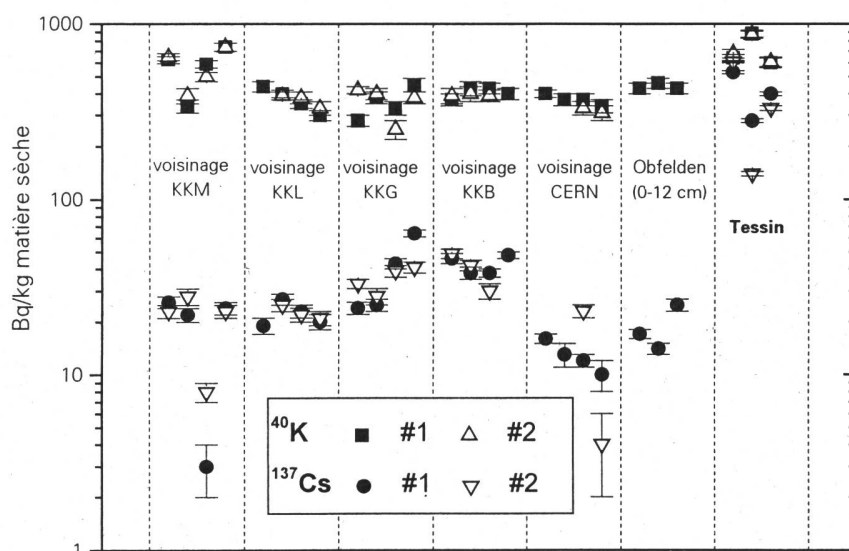 1000
100
10
1
Bq/kg matière sèche
voisinage
KKM
voisinage
KKL
voisinage
KKG
voisinage
KKB
voisinage
CERN
Obfelden
(0-12 cm)
Tessin
40K #1 #2
137Cs #1 #2